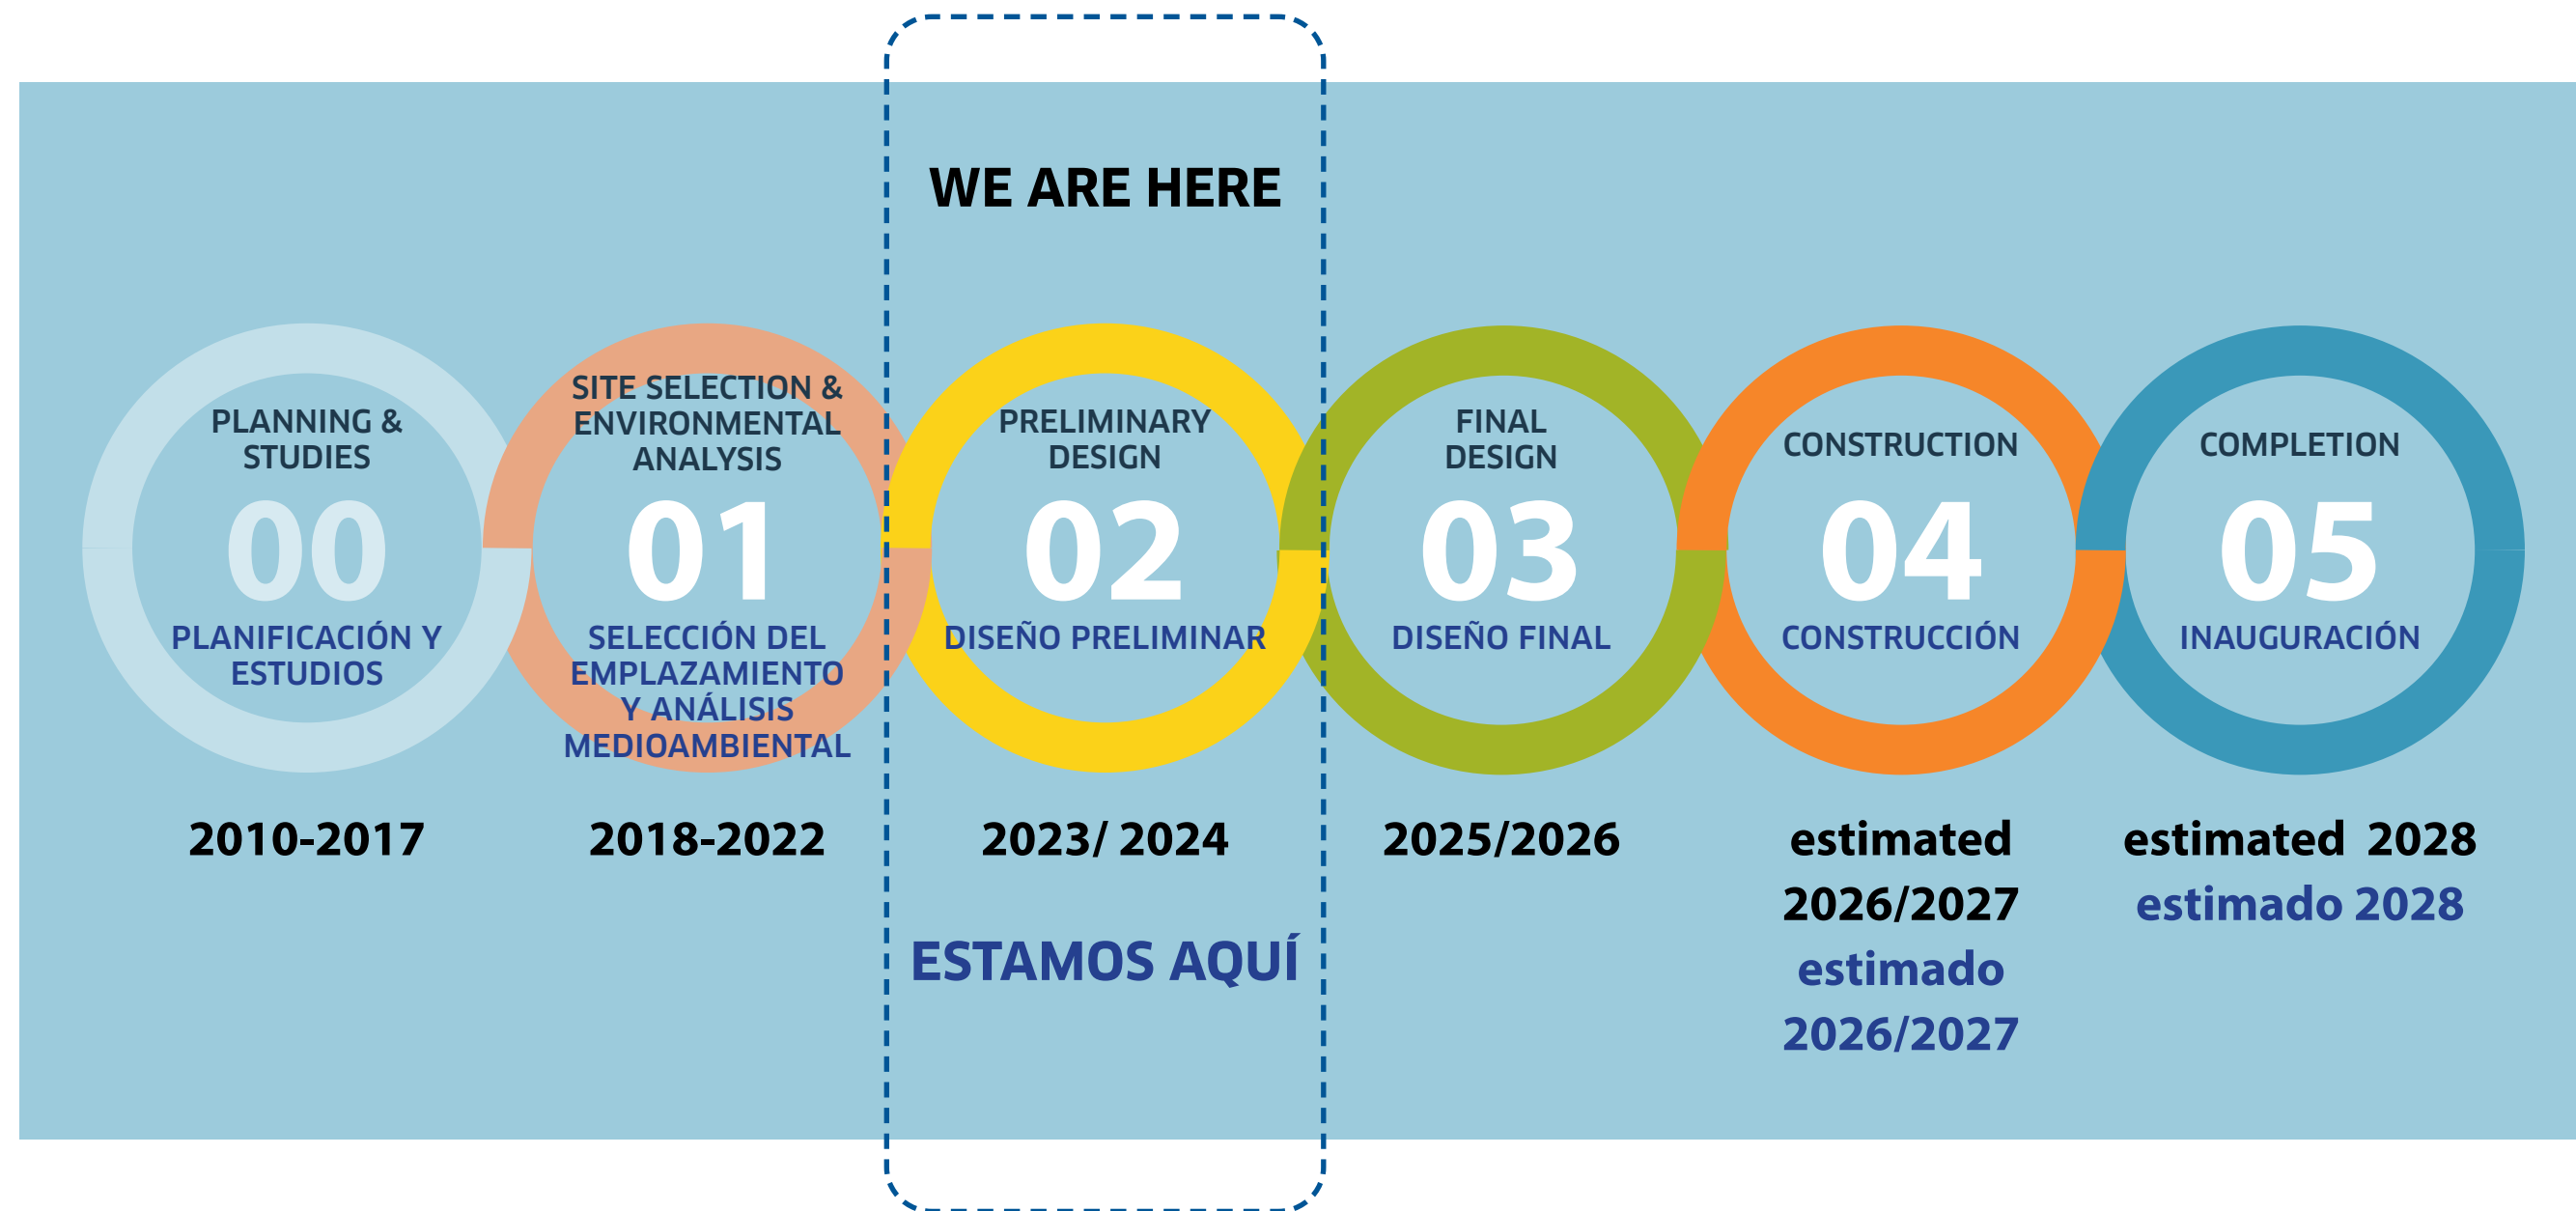 WE ARE HERE
PLANNING &
STUDIES
00
PLANIFICACIÓN Y
ESTUDIOS
2010-2017
SITE SELECTION &
ENVIRONMENTAL
ANALYSIS
01
SELECCIÓN DEL
EMPLAZAMIENTO
Y ANÁLISIS
MEDIOAMBIENTAL
2018-2022
PRELIMINARY
DESIGN
02
DISEÑO PRELIMINAR
2023/ 2024
ESTAMOS AQUÍ
FINAL
DESIGN
03
DISEÑO FINAL
2025/2026
CONSTRUCTION
04
CONSTRUCCIÓN
estimated
2026/2027
estimado
2026/2027
COMPLETION
05
INAUGURACIÓN
estimated 2028
estimado 2028